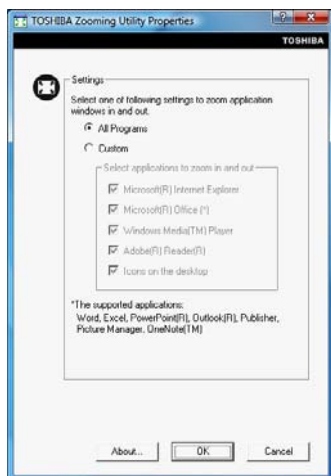 TOSHIBA Zooming Utility Properties
TOSHIBA
Settings
Select one of following settings to zoom application
windows in and out.
All Programs
Custom
Select applications to zoom in and out
Microsoft(R) Internet Explorer
Microsoft(R) Office (*)
Windows Media(TM) Player
Adobe(R) Reader(R)
Icons on the desktop
*The supported applications:
Word, Excel, PowerPoint(R), Outlook(R), Publisher,
Picture Manager, OneNote(TM)
About... OK Cancel